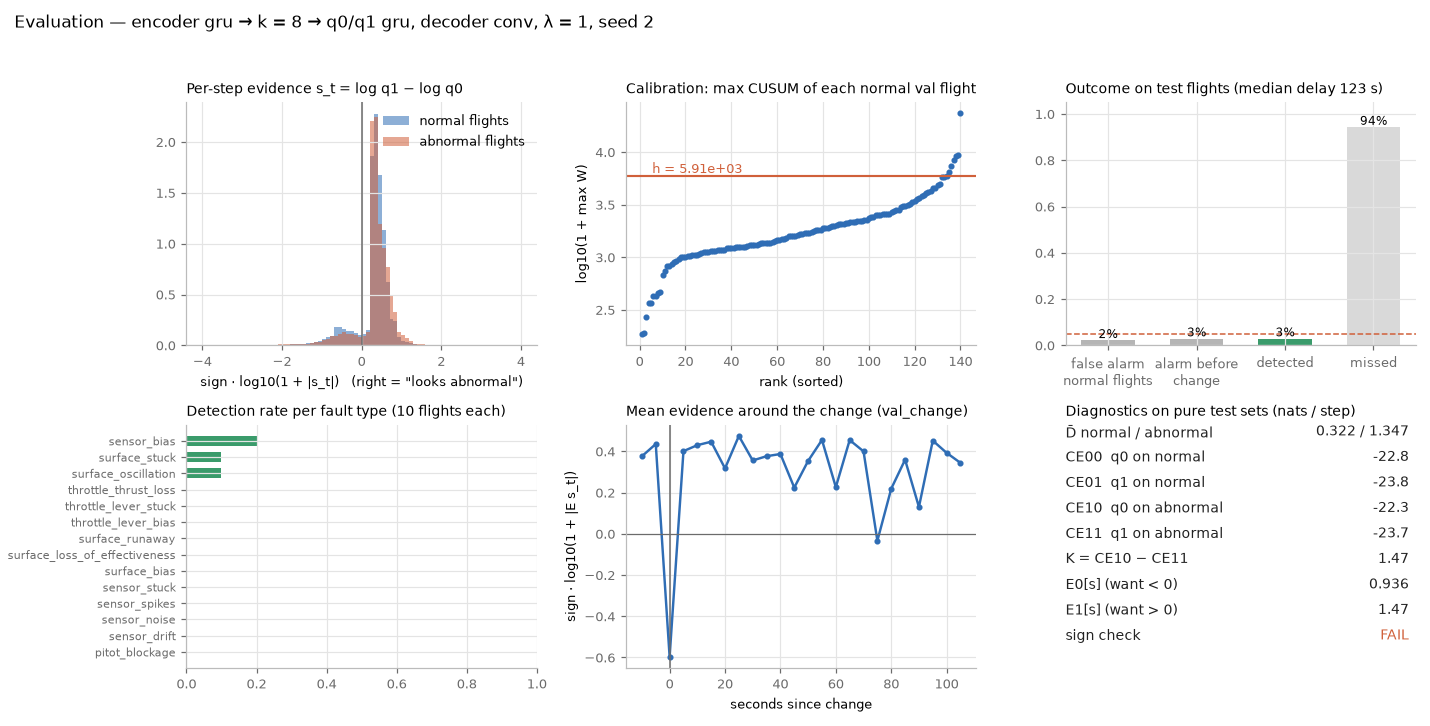 Evaluation — encoder gru → k = 8 → q0/q1 gru, decoder conv, λ = 1, seed 2
Per-step evidence s_t = log q1 − log q0
normal flights
abnormal flights
2.0
1.5
1.0
0.5
0.0
−4
−2
0
2
4
sign · log10(1 + |s_t|) (right = "looks abnormal")
Calibration: max CUSUM of each normal val flight
log10(1 + max W)
h = 5.91e+03
4.0
3.5
3.0
2.5
0
20
40
60
80
100
120
140
rank (sorted)
Outcome on test flights (median delay 123 s)
1.0
0.8
0.6
0.4
0.2
0.0
2%
3%
3%
94%
false alarm
normal flights
alarm before
change
detected
missed
Detection rate per fault type (10 flights each)
sensor_bias
surface_stuck
surface_oscillation
throttle_thrust_loss
throttle_lever_stuck
throttle_lever_bias
surface_runaway
surface_loss_of_effectiveness
surface_bias
sensor_stuck
sensor_spikes
sensor_noise
sensor_drift
pitot_blockage
0.0
0.2
0.4
0.6
0.8
1.0
Mean evidence around the change (val_change)
sign · log10(1 + |E s_t|)
0.4
0.2
0.0
−0.2
−0.4
−0.6
0
20
40
60
80
100
seconds since change
Diagnostics on pure test sets (nats / step)
D̄ normal / abnormal 0.322 / 1.347
CE00 q0 on normal -22.8
CE01 q1 on normal -23.8
CE10 q0 on abnormal -22.3
CE11 q1 on abnormal -23.7
K = CE10 − CE11 1.47
E0[s] (want < 0) 0.936
E1[s] (want > 0) 1.47
sign check FAIL